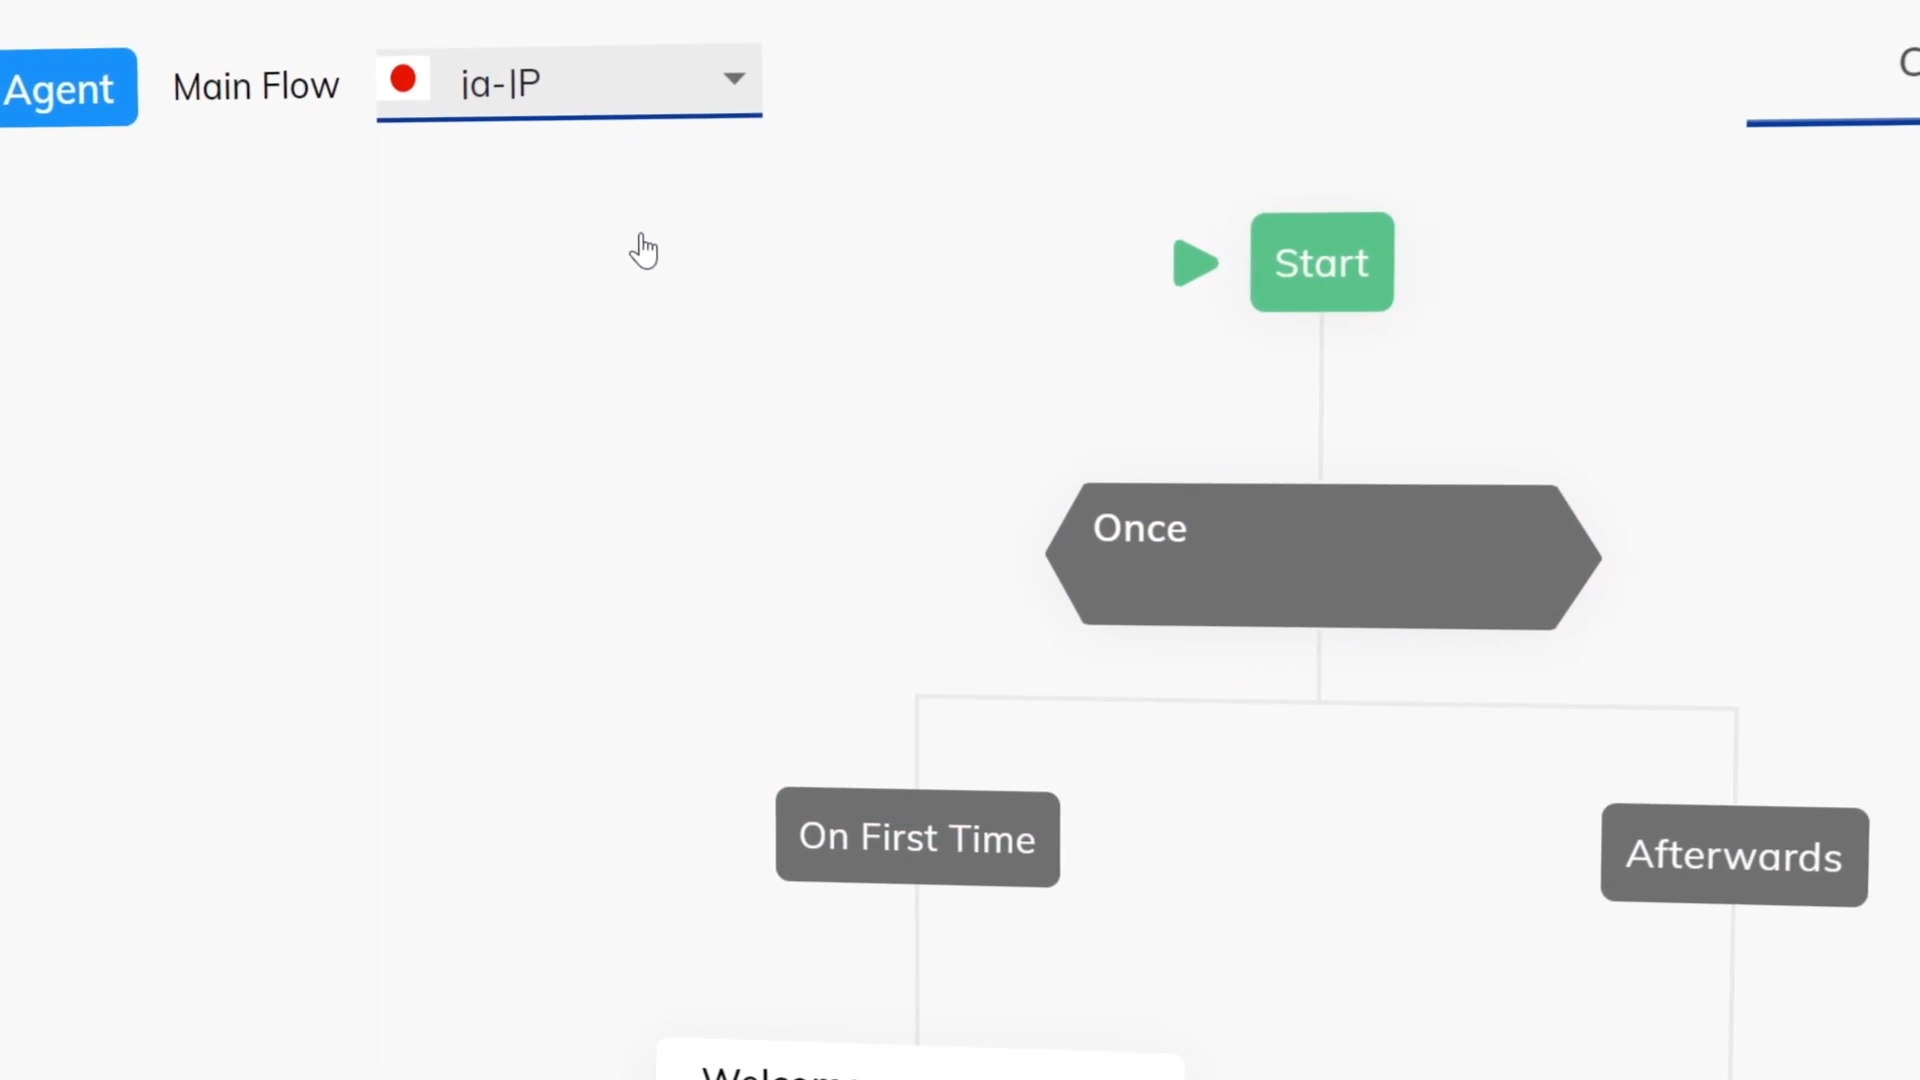 Agent
Main Flow
ja-JP
Start
Once
On First Time
Afterwards